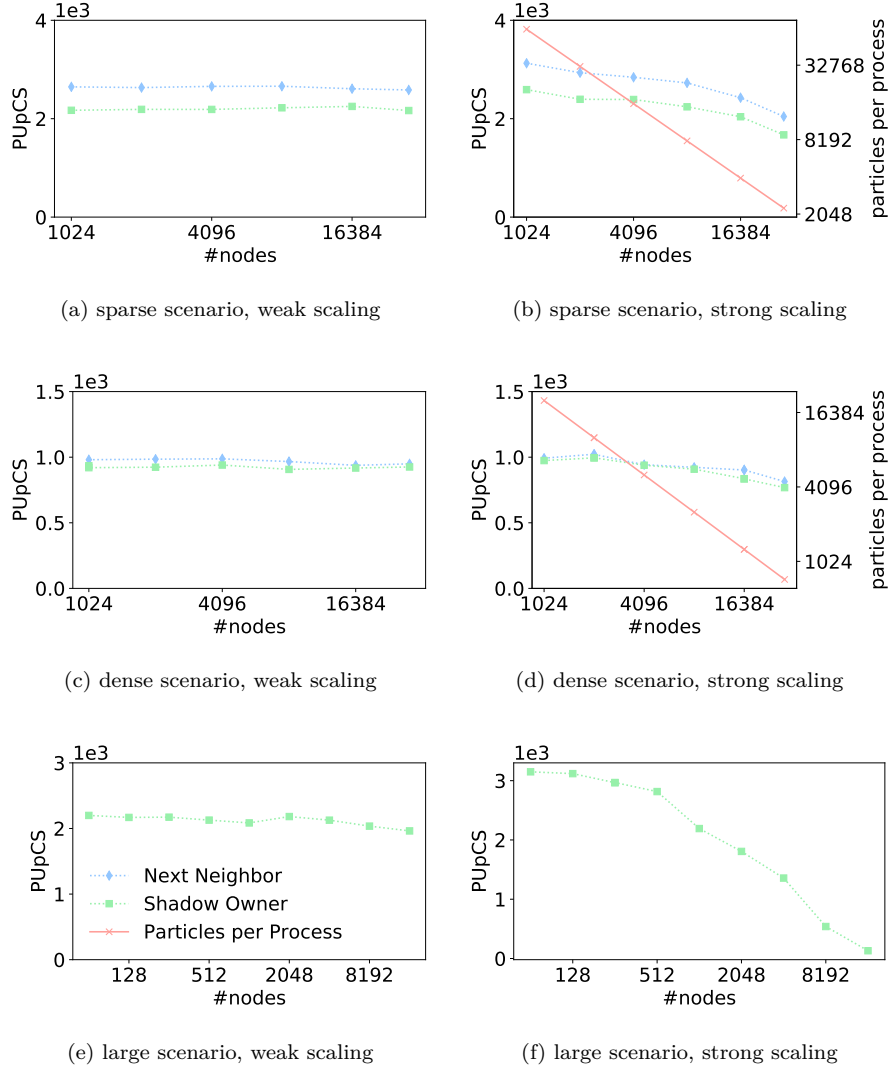 1e3
4
2
0
PUpCS
1024
4096
16384
#nodes
(a) sparse scenario, weak scaling
1e3
4
2
0
PUpCS
1024
4096
16384
#nodes
32768
8192
2048
particles per process
(b) sparse scenario, strong scaling
1e3
1.5
1.0
0.5
0.0
PUpCS
1024
4096
16384
#nodes
(c) dense scenario, weak scaling
1e3
1.5
1.0
0.5
0.0
PUpCS
1024
4096
16384
#nodes
16384
4096
1024
particles per process
(d) dense scenario, strong scaling
1e3
3
2
1
0
PUpCS
Next Neighbor
Shadow Owner
Particles per Process
128
512
2048
8192
#nodes
(e) large scenario, weak scaling
1e3
3
2
1
0
PUpCS
128
512
2048
8192
#nodes
(f) large scenario, strong scaling